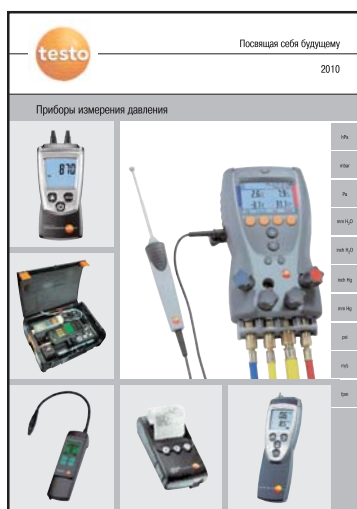 testo
Посвящая себя будущему
2010
Приборы измерения давления
hPa
mbar
Pa
mm H₂O
inch H₂O
inch Hg
mm Hg
psi
m/s
fpm
870